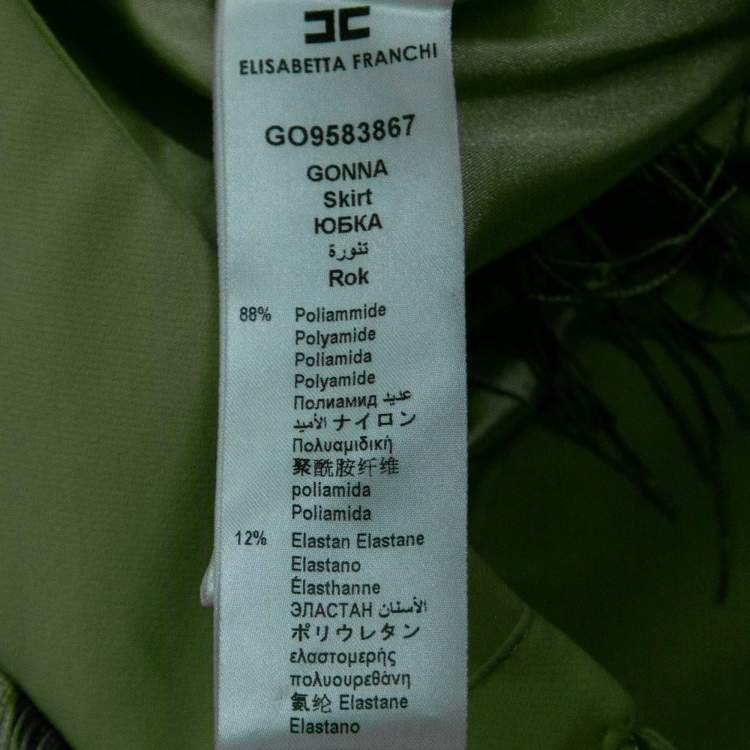 ELISABETTA FRANCHI
GO9583867
GONNA
Skirt
ЮБКА
تنورة
Rok
88% Poliammide
Polyamide
Poliamida
Polyamide
Полиамид عديد
الأميد ナイロン
Πολυαμιδική
聚酰胺纤维
poliamida
Poliamida
12% Elastan Elastane
Elastano
Élasthanne
ЭЛАСТАН الأستان
ポリウレタン
ελαστομερής
πολυουρεθάνη
氨纶 Elastane
Elastano